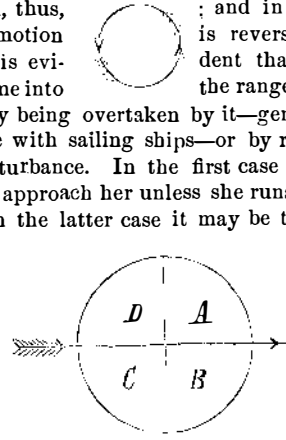 , thus,
; and in
motion
is revers
is evi-
dent tha
me into
the range
y being overtaken by it—gen
e with sailing ships—or by r
turbance. In the first case
approach her unless she runs
n the latter case it may be t
D A
C B